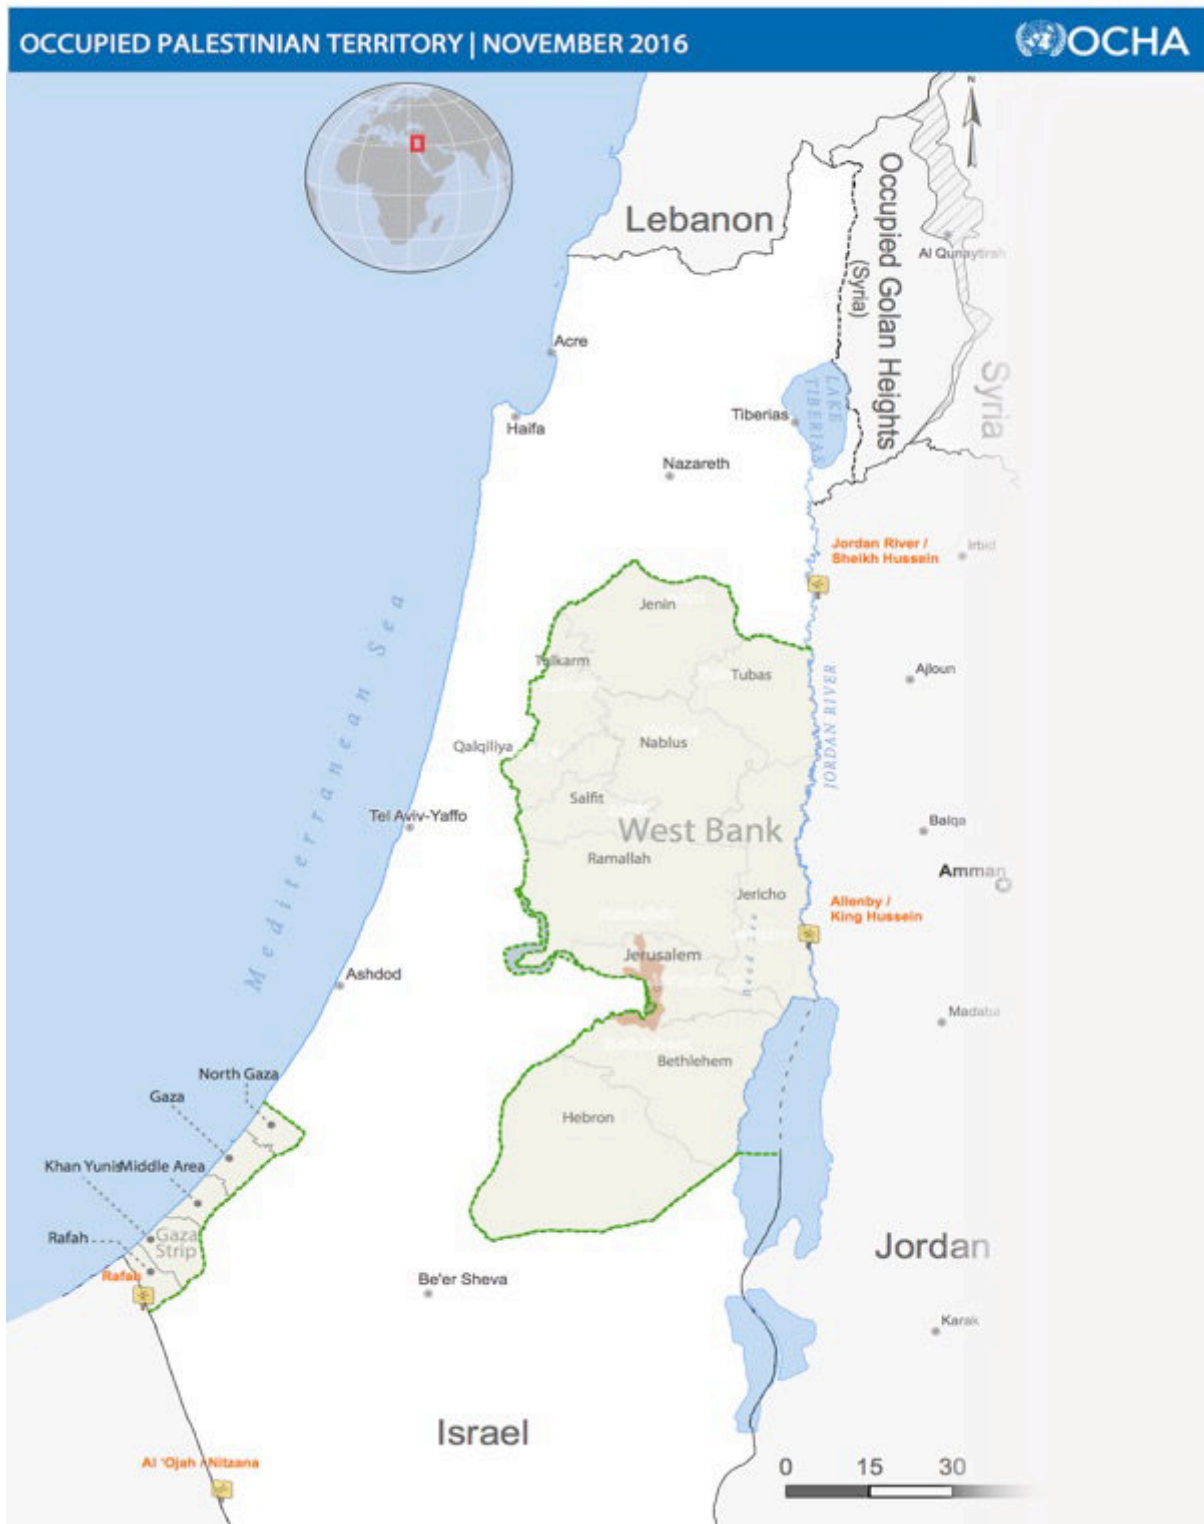 OCCUPIED PALESTINIAN TERRITORY | NOVEMBER 2016
OCHA
N
Lebanon
Occupied Golan Heights
(Syria)
Al Qunaytirah
Syria
Acre
LAKE
TIBERIAS
Haifa
Tiberias
Nazareth
Jordan River /
Sheikh Hussein
Irbid
Mediterranean Sea
Jenin
Tulkarm
Tubas
Ajloun
JORDAN RIVER
Qalqiliya
Nablus
Salfit
Tel Aviv-Yaffo
West Bank
Balqa
Ramallah
Amman
Jericho
Allenby /
King Hussein
Jerusalem
Dead Sea
Ashdod
Madaba
Bethlehem
North Gaza
Gaza
Hebron
Khan Yunis
Middle Area
Rafah
Gaza
Strip
Rafah
Jordan
Be'er Sheva
Karak
Israel
Al 'Ojah / Nitzana
0 15 30